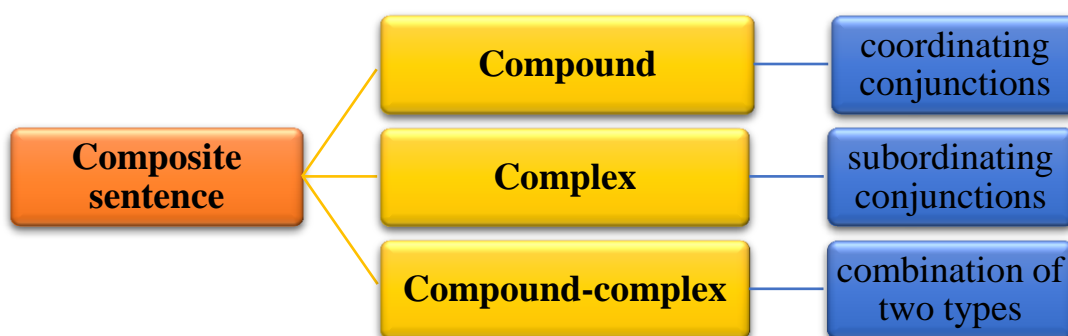 Composite
sentence
Compound
coordinating
conjunctions
Complex
subordinating
conjunctions
Compound-complex
combination of
two types